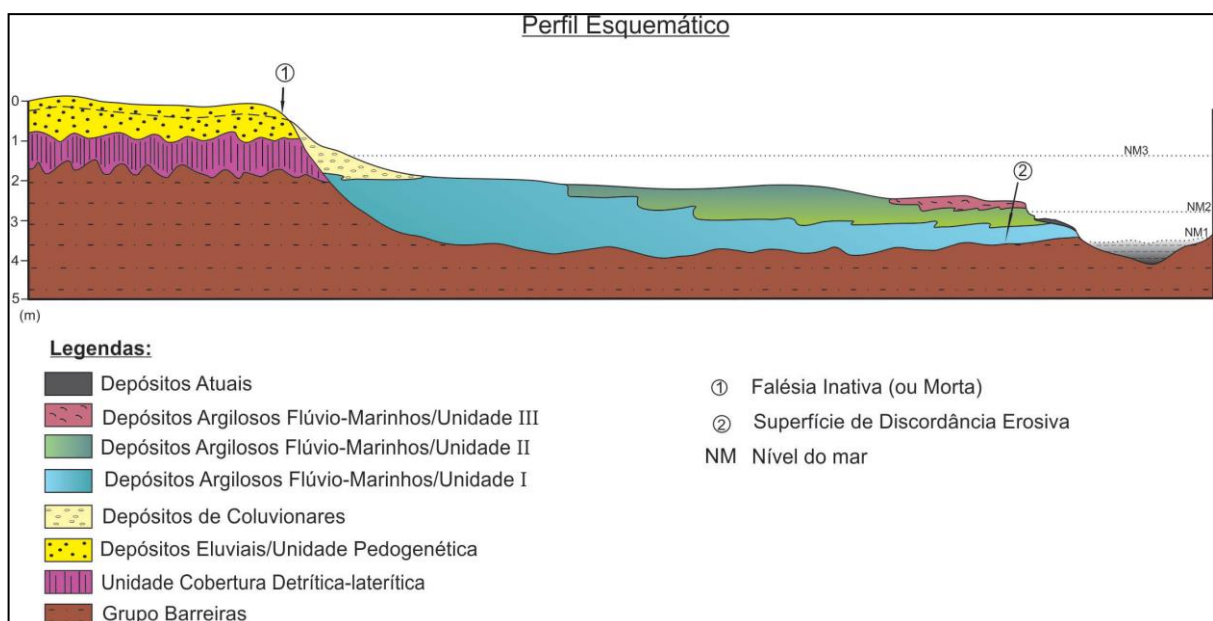 Perfil Esquemático
①
0
1
2
3
4
5
(m)
NM3
②
NM2
NM1
Legendas:
Depósitos Atuais
Depósitos Argilosos Flúvio-Marinhos/Unidade III
Depósitos Argilosos Flúvio-Marinhos/Unidade II
Depósitos Argilosos Flúvio-Marinhos/Unidade I
Depósitos de Coluvionares
Depósitos Eluviais/Unidade Pedogenética
Unidade Cobertura Detrítica-laterítica
Grupo Barreiras
① Falésia Inativa (ou Morta)
② Superfície de Discordância Erosiva
NM Nível do mar